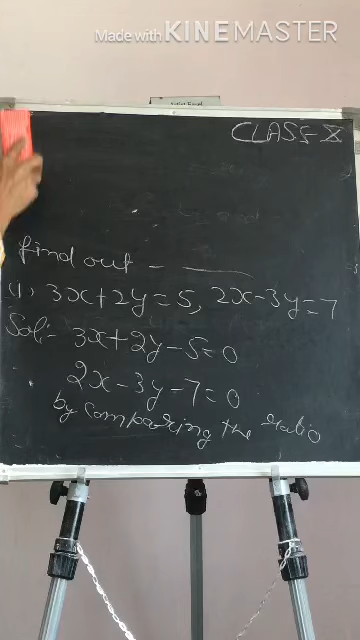 Made with KINEMASTER
CLASS-X
find out -
(1) 3x+2y=5, 2x-3y=7
Sol:- 3x+2y-5=0
2x-3y-7=0
by comparing the ratio